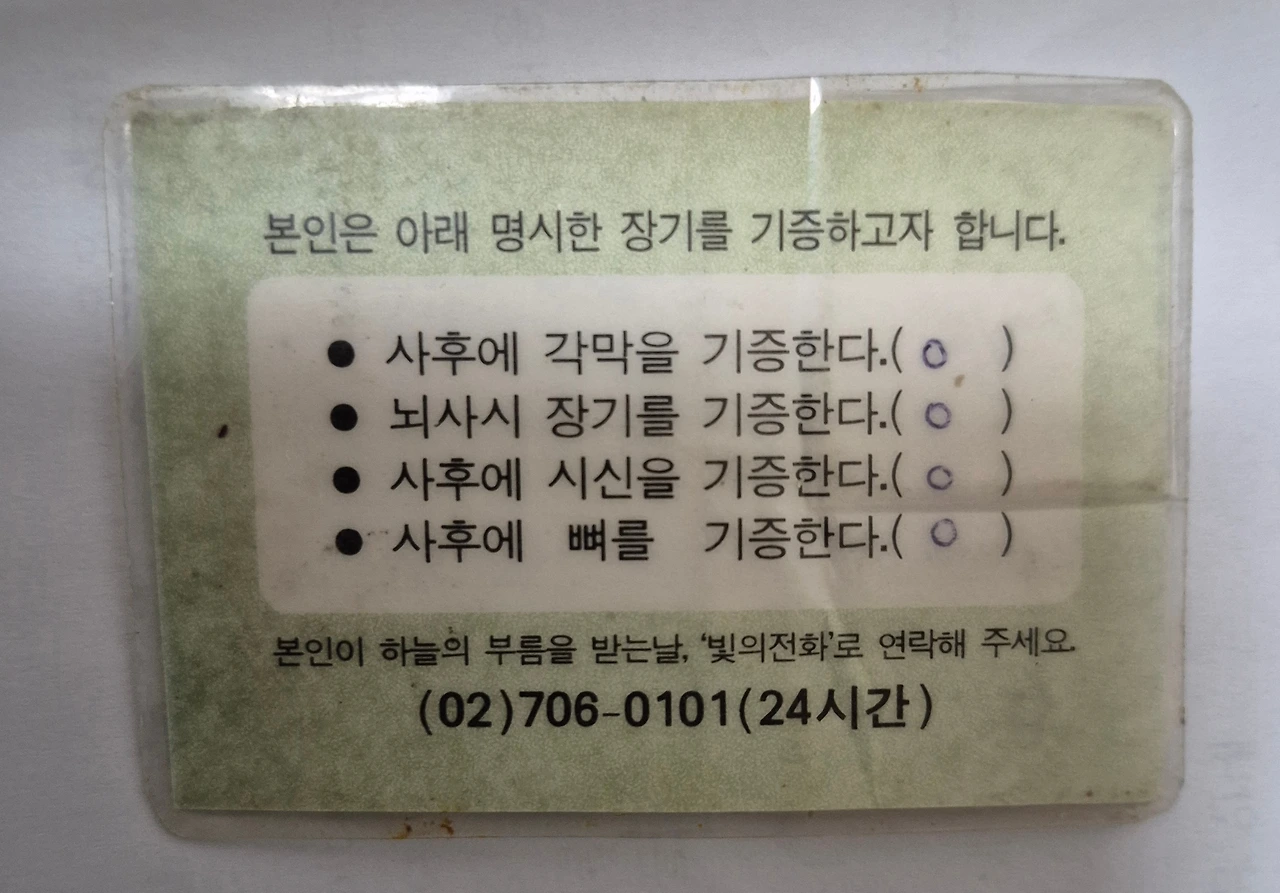 본인은 아래 명시한 장기를 기증하고자 합니다.
● 사후에 각막을 기증한다.( o )
● 뇌사시 장기를 기증한다.( o )
● 사후에 시신을 기증한다.( o )
● 사후에 뼈를 기증한다.( o )
본인이 하늘의 부름을 받는날, ‘빛의전화’로 연락해 주세요.
(02)706-0101(24시간)